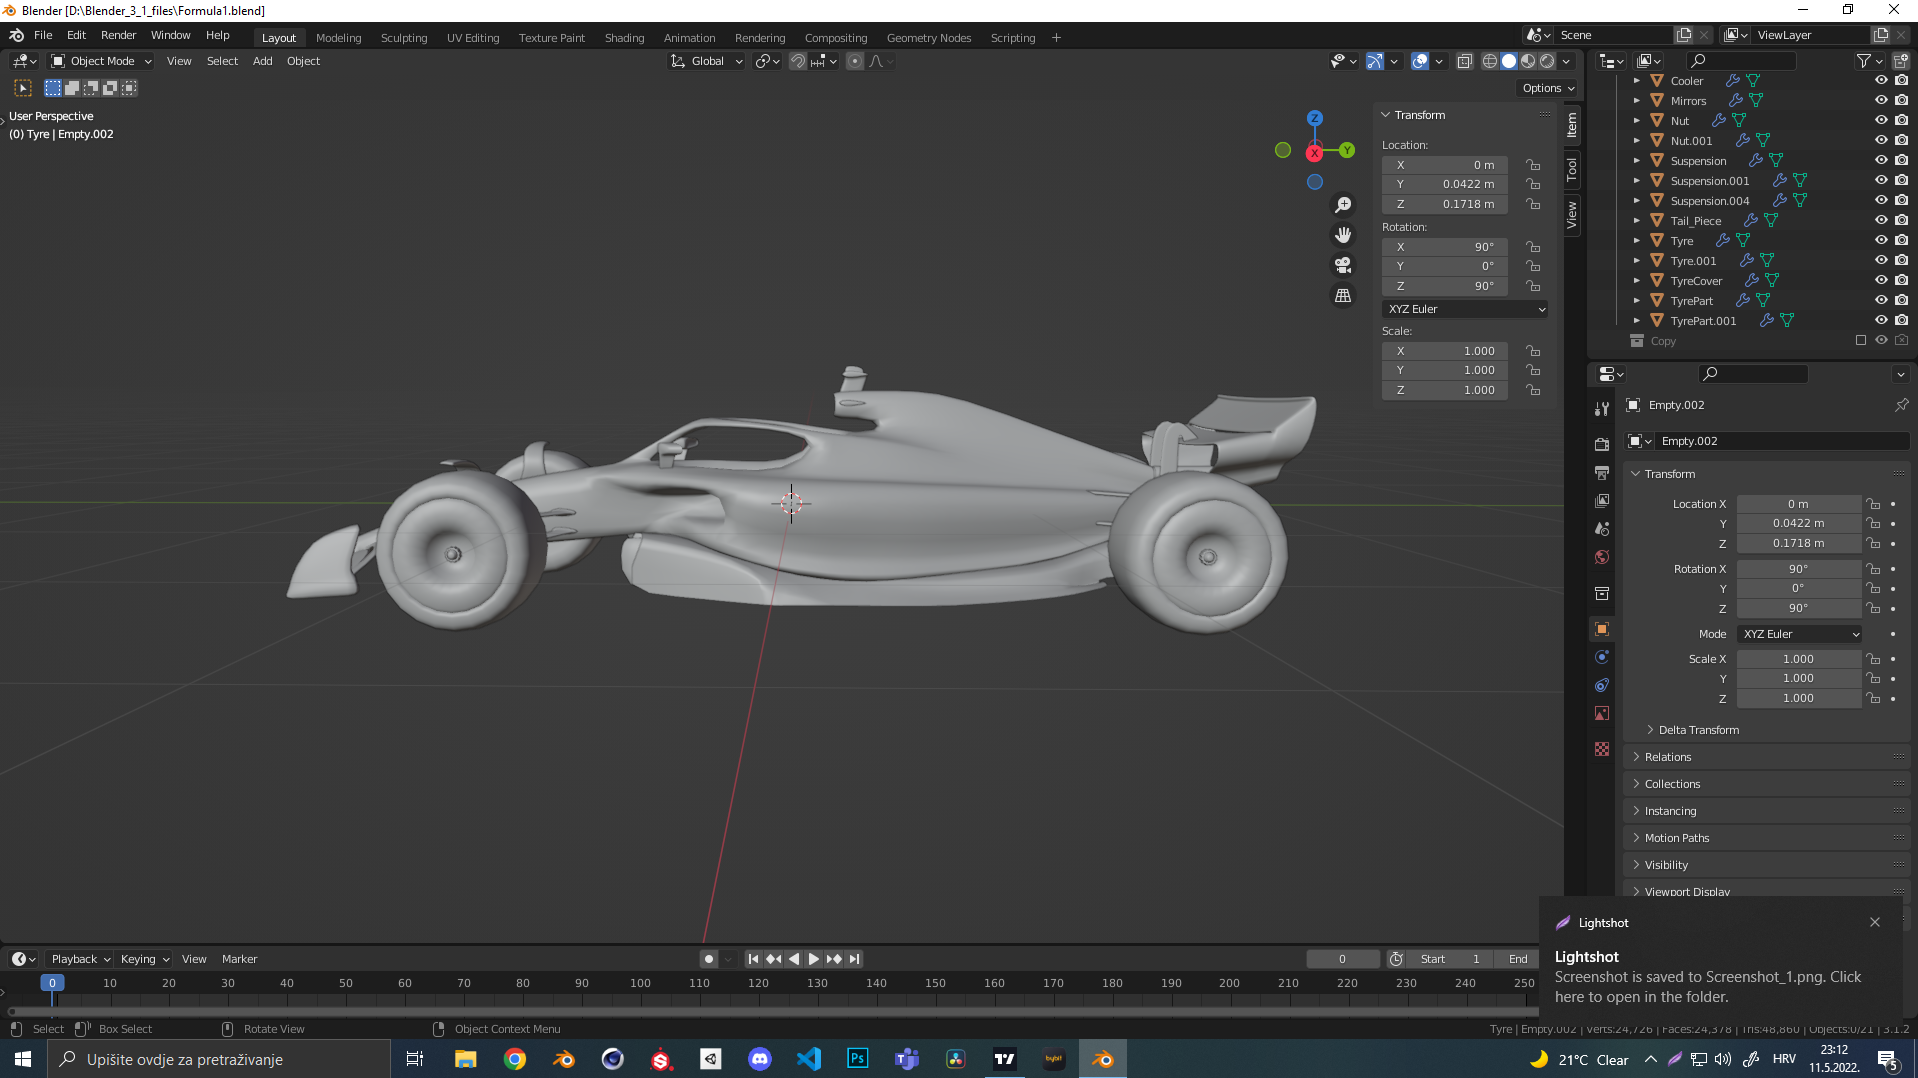 Blender [D:\Blender_3_1_files\Formula1.blend]
File Edit Render Window Help
Layout Modeling Sculpting UV Editing Texture Paint Shading Animation Rendering Compositing Geometry Nodes Scripting +
Scene
ViewLayer
Object Mode View Select Add Object
Global
Options
User Perspective
(0) Tyre | Empty.002
Z
Y
X
Item
Tool
View
Transform
Location:
X 0 m
Y 0.0422 m
Z 0.1718 m
Rotation:
X 90°
Y 0°
Z 90°
XYZ Euler
Scale:
X 1.000
Y 1.000
Z 1.000
Cooler
Mirrors
Nut
Nut.001
Suspension
Suspension.001
Suspension.004
Tail_Piece
Tyre
Tyre.001
TyreCover
TyrePart
TyrePart.001
Copy
Empty.002
Empty.002
Transform
Location X 0 m
Y 0.0422 m
Z 0.1718 m
Rotation X 90°
Y 0°
Z 90°
Mode XYZ Euler
Scale X 1.000
Y 1.000
Z 1.000
Delta Transform
Relations
Collections
Instancing
Motion Paths
Visibility
Viewport Display
Lightshot
Lightshot
Screenshot is saved to Screenshot_1.png. Click
here to open in the folder.
Playback Keying View Marker
0 Start 1 End
0 10 20 30 40 50 60 70 80 90 100 110 120 130 140 150 160 170 180 190 200 210 220 230 240 250
Select Box Select Rotate View Object Context Menu
Tyre | Empty.002 | Verts:24,726 | Faces:24,378 | Tris:48,860 | Objects:0/21 | 3.1.2
Upišite ovdje za pretraživanje
Ps
bybit
21°C Clear
HRV
23:12
11.5.2022.
5